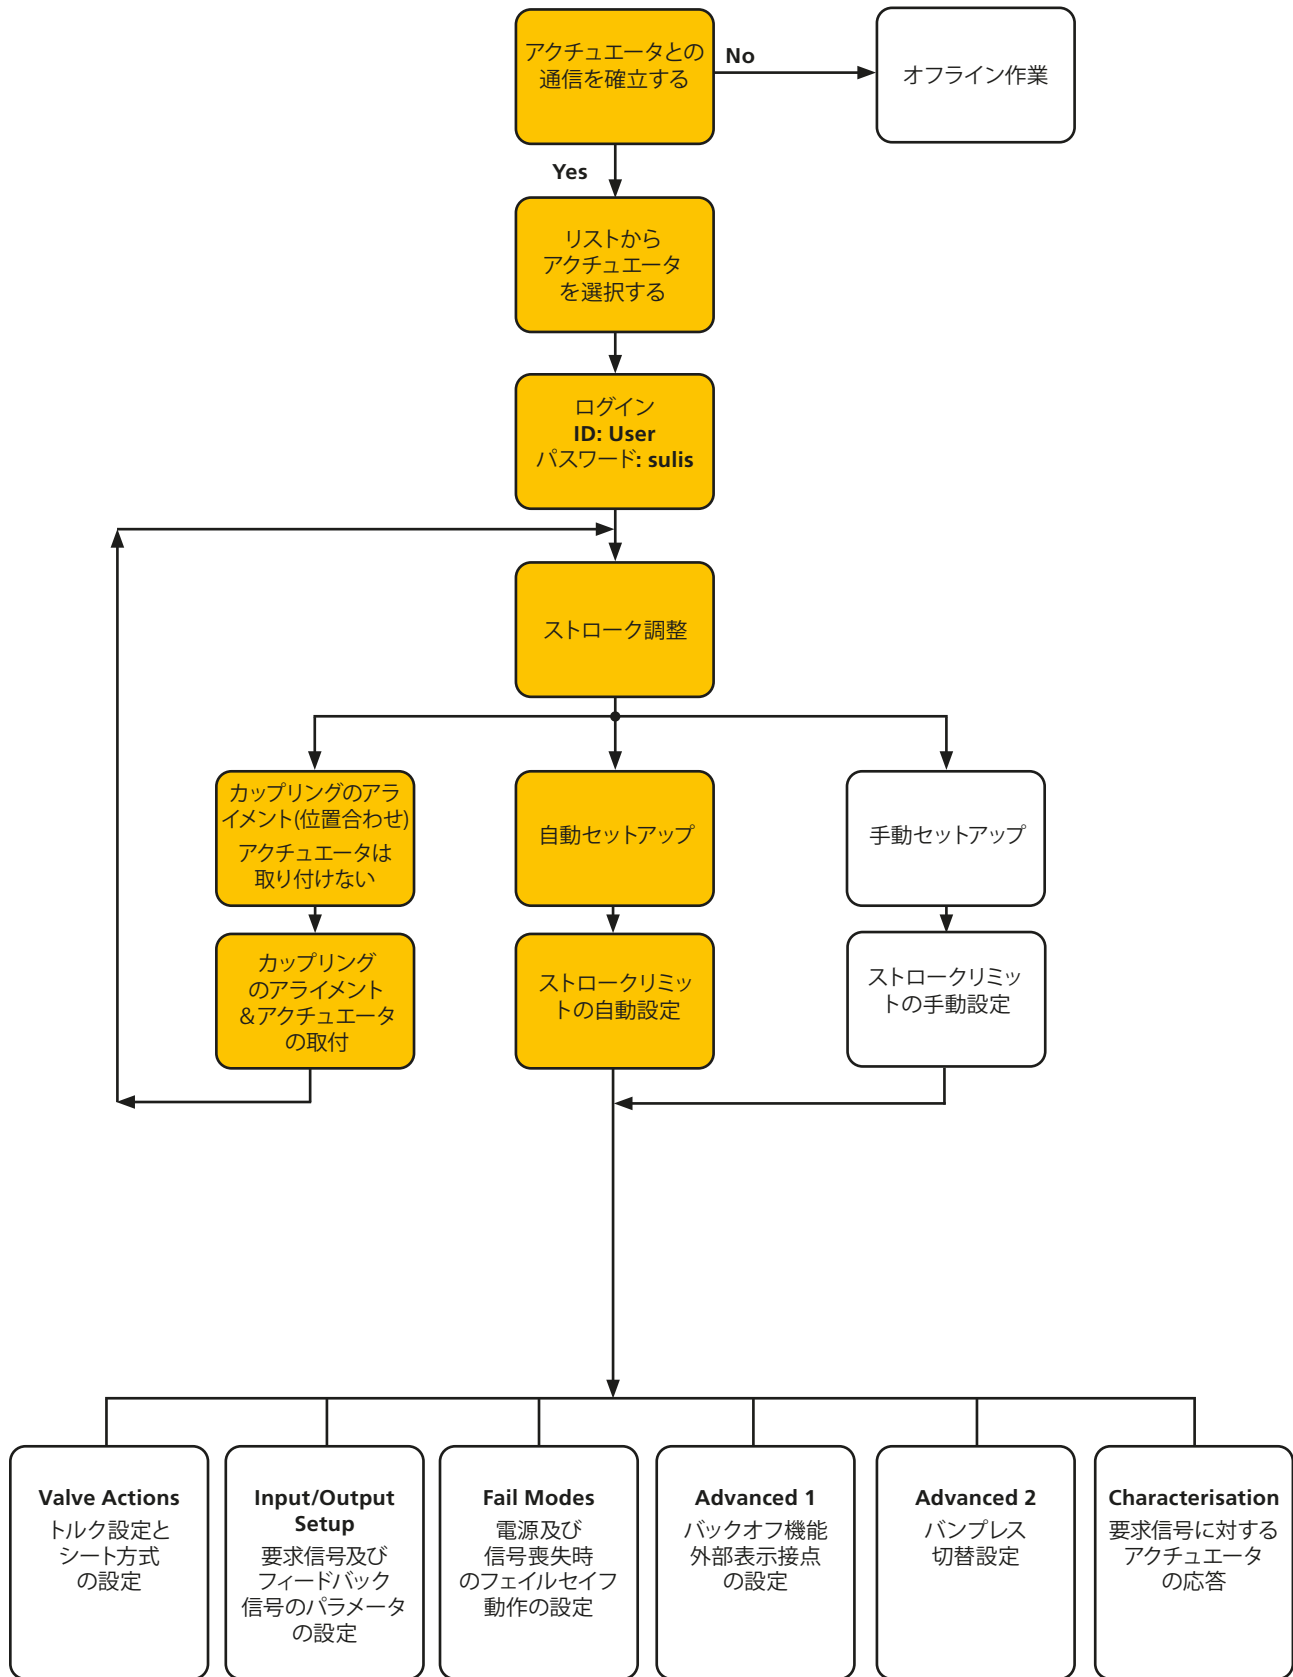 アクチュエータとの
通信を確立する
No
オフライン作業
Yes
リストから
アクチュエータ
を選択する
ログイン
ID: User
パスワード: sulis
ストローク調整
カップリングのアラ
イメント(位置合わせ)
アクチュエータは
取り付けない
自動セットアップ
手動セットアップ
カップリング
のアライメント
&アクチュエータ
の取付
ストロークリミッ
トの自動設定
ストロークリミッ
トの手動設定
Valve Actions
トルク設定と
シート方式
の設定
Input/Output
Setup
要求信号及び
フィードバック
信号のパラメータ
の設定
Fail Modes
電源及び
信号喪失時
のフェイルセイフ
動作の設定
Advanced 1
バックオフ機能
外部表示接点
の設定
Advanced 2
バンプレス
切替設定
Characterisation
要求信号に対する
アクチュエータ
の応答